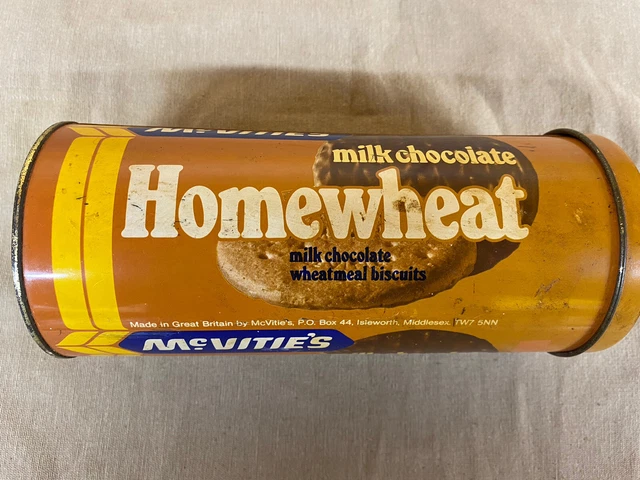 McVITIE'S
milk chocolate
Homewheat
milk chocolate
wheatmeal biscuits
Made in Great Britain by McVitie's, P.O. Box 44, Isleworth, Middlesex, TW7 5NN
McVITIE'S